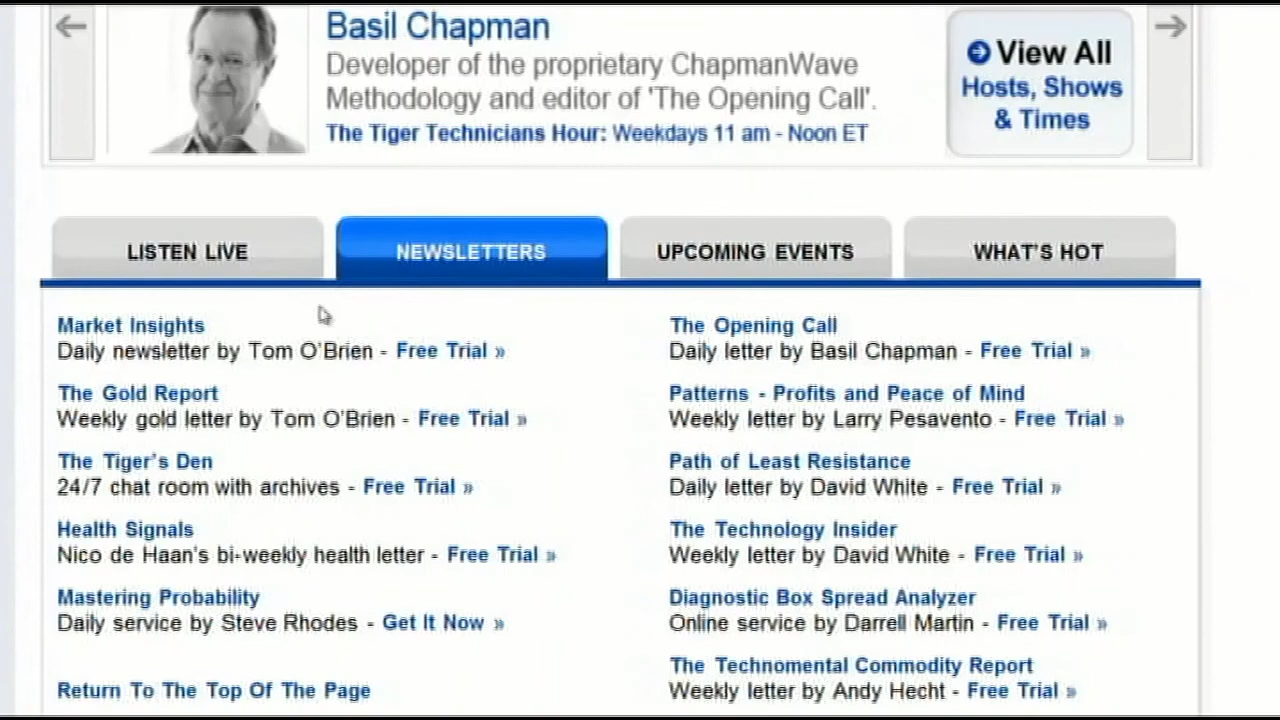 Basil Chapman
Developer of the proprietary ChapmanWave
Methodology and editor of 'The Opening Call'.
The Tiger Technicians Hour: Weekdays 11 am - Noon ET
View All
Hosts, Shows
& Times
LISTEN LIVE
NEWSLETTERS
UPCOMING EVENTS
WHAT'S HOT
Market Insights
Daily newsletter by Tom O'Brien - Free Trial »
The Gold Report
Weekly gold letter by Tom O'Brien - Free Trial »
The Tiger's Den
24/7 chat room with archives - Free Trial »
Health Signals
Nico de Haan's bi-weekly health letter - Free Trial »
Mastering Probability
Daily service by Steve Rhodes - Get It Now »
Return To The Top Of The Page
The Opening Call
Daily letter by Basil Chapman - Free Trial »
Patterns - Profits and Peace of Mind
Weekly letter by Larry Pesavento - Free Trial »
Path of Least Resistance
Daily letter by David White - Free Trial »
The Technology Insider
Weekly letter by David White - Free Trial »
Diagnostic Box Spread Analyzer
Online service by Darrell Martin - Free Trial »
The Technomental Commodity Report
Weekly letter by Andy Hecht - Free Trial »